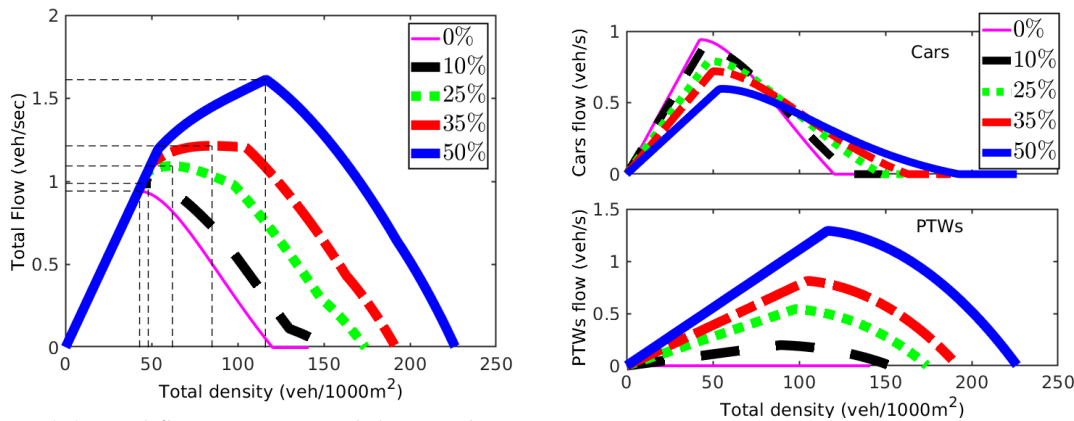 2
1.5
1
0.5
0
0 50 100 150 200 250
Total Flow (veh/sec)
Total density (veh/1000m²)
0%
10%
25%
35%
50%
1
0.5
0
Cars flow (veh/s)
Cars
0%
10%
25%
35%
50%
1.5
1
0.5
0
PTWs flow (veh/s)
PTWs
0 50 100 150 200 250
Total density (veh/1000m²)